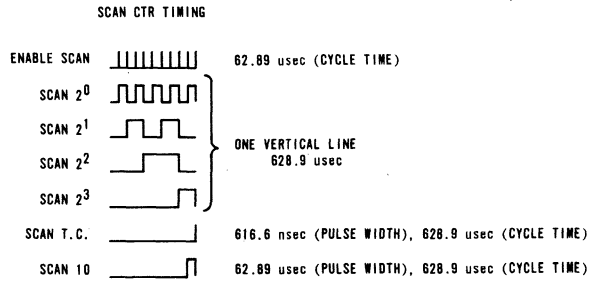 SCAN CTR TIMING
ENABLE SCAN 62.89 usec (CYCLE TIME)
SCAN 2⁰
SCAN 2¹
ONE VERTICAL LINE
628.9 usec
SCAN 2²
SCAN 2³
SCAN T.C. 616.6 nsec (PULSE WIDTH), 628.9 usec (CYCLE TIME)
SCAN 10 62.89 usec (PULSE WIDTH), 628.9 usec (CYCLE TIME)